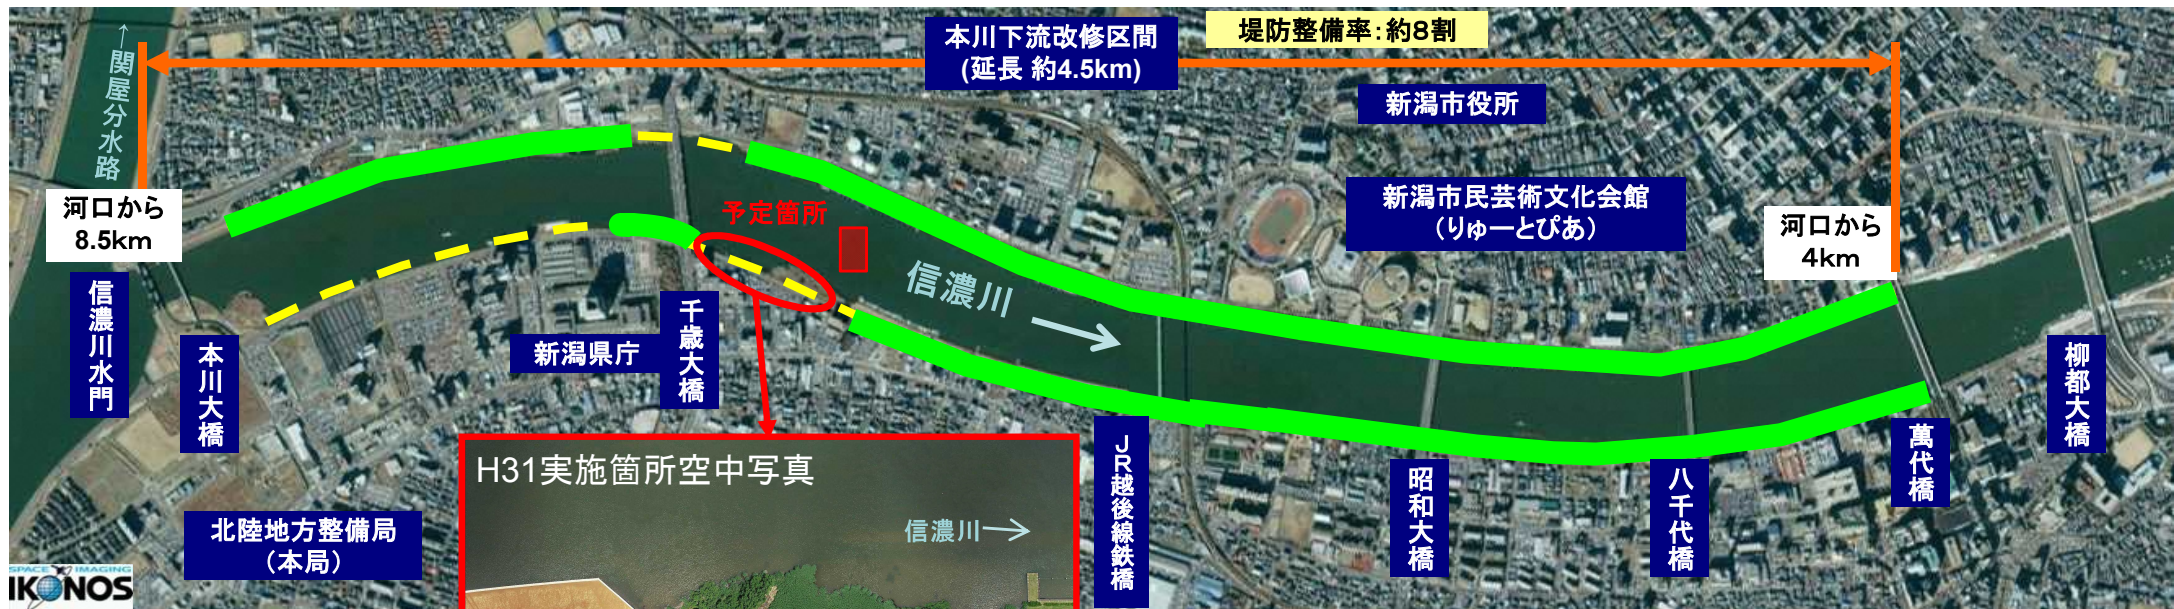 →関屋分水路
本川下流改修区間
(延長 約4.5km)
堤防整備率：約８割
新潟市役所
新潟市民芸術文化会館
（りゅーとぴあ）
河口から
8.5km
河口から
4km
予定箇所
信濃川
信濃川水門
本川大橋
新潟県庁
千歳大橋
JR越後線鉄橋
昭和大橋
八千代橋
萬代橋
柳都大橋
北陸地方整備局
（本局）
H31実施箇所空中写真
信濃川
SPACE IMAGING
IKONOS